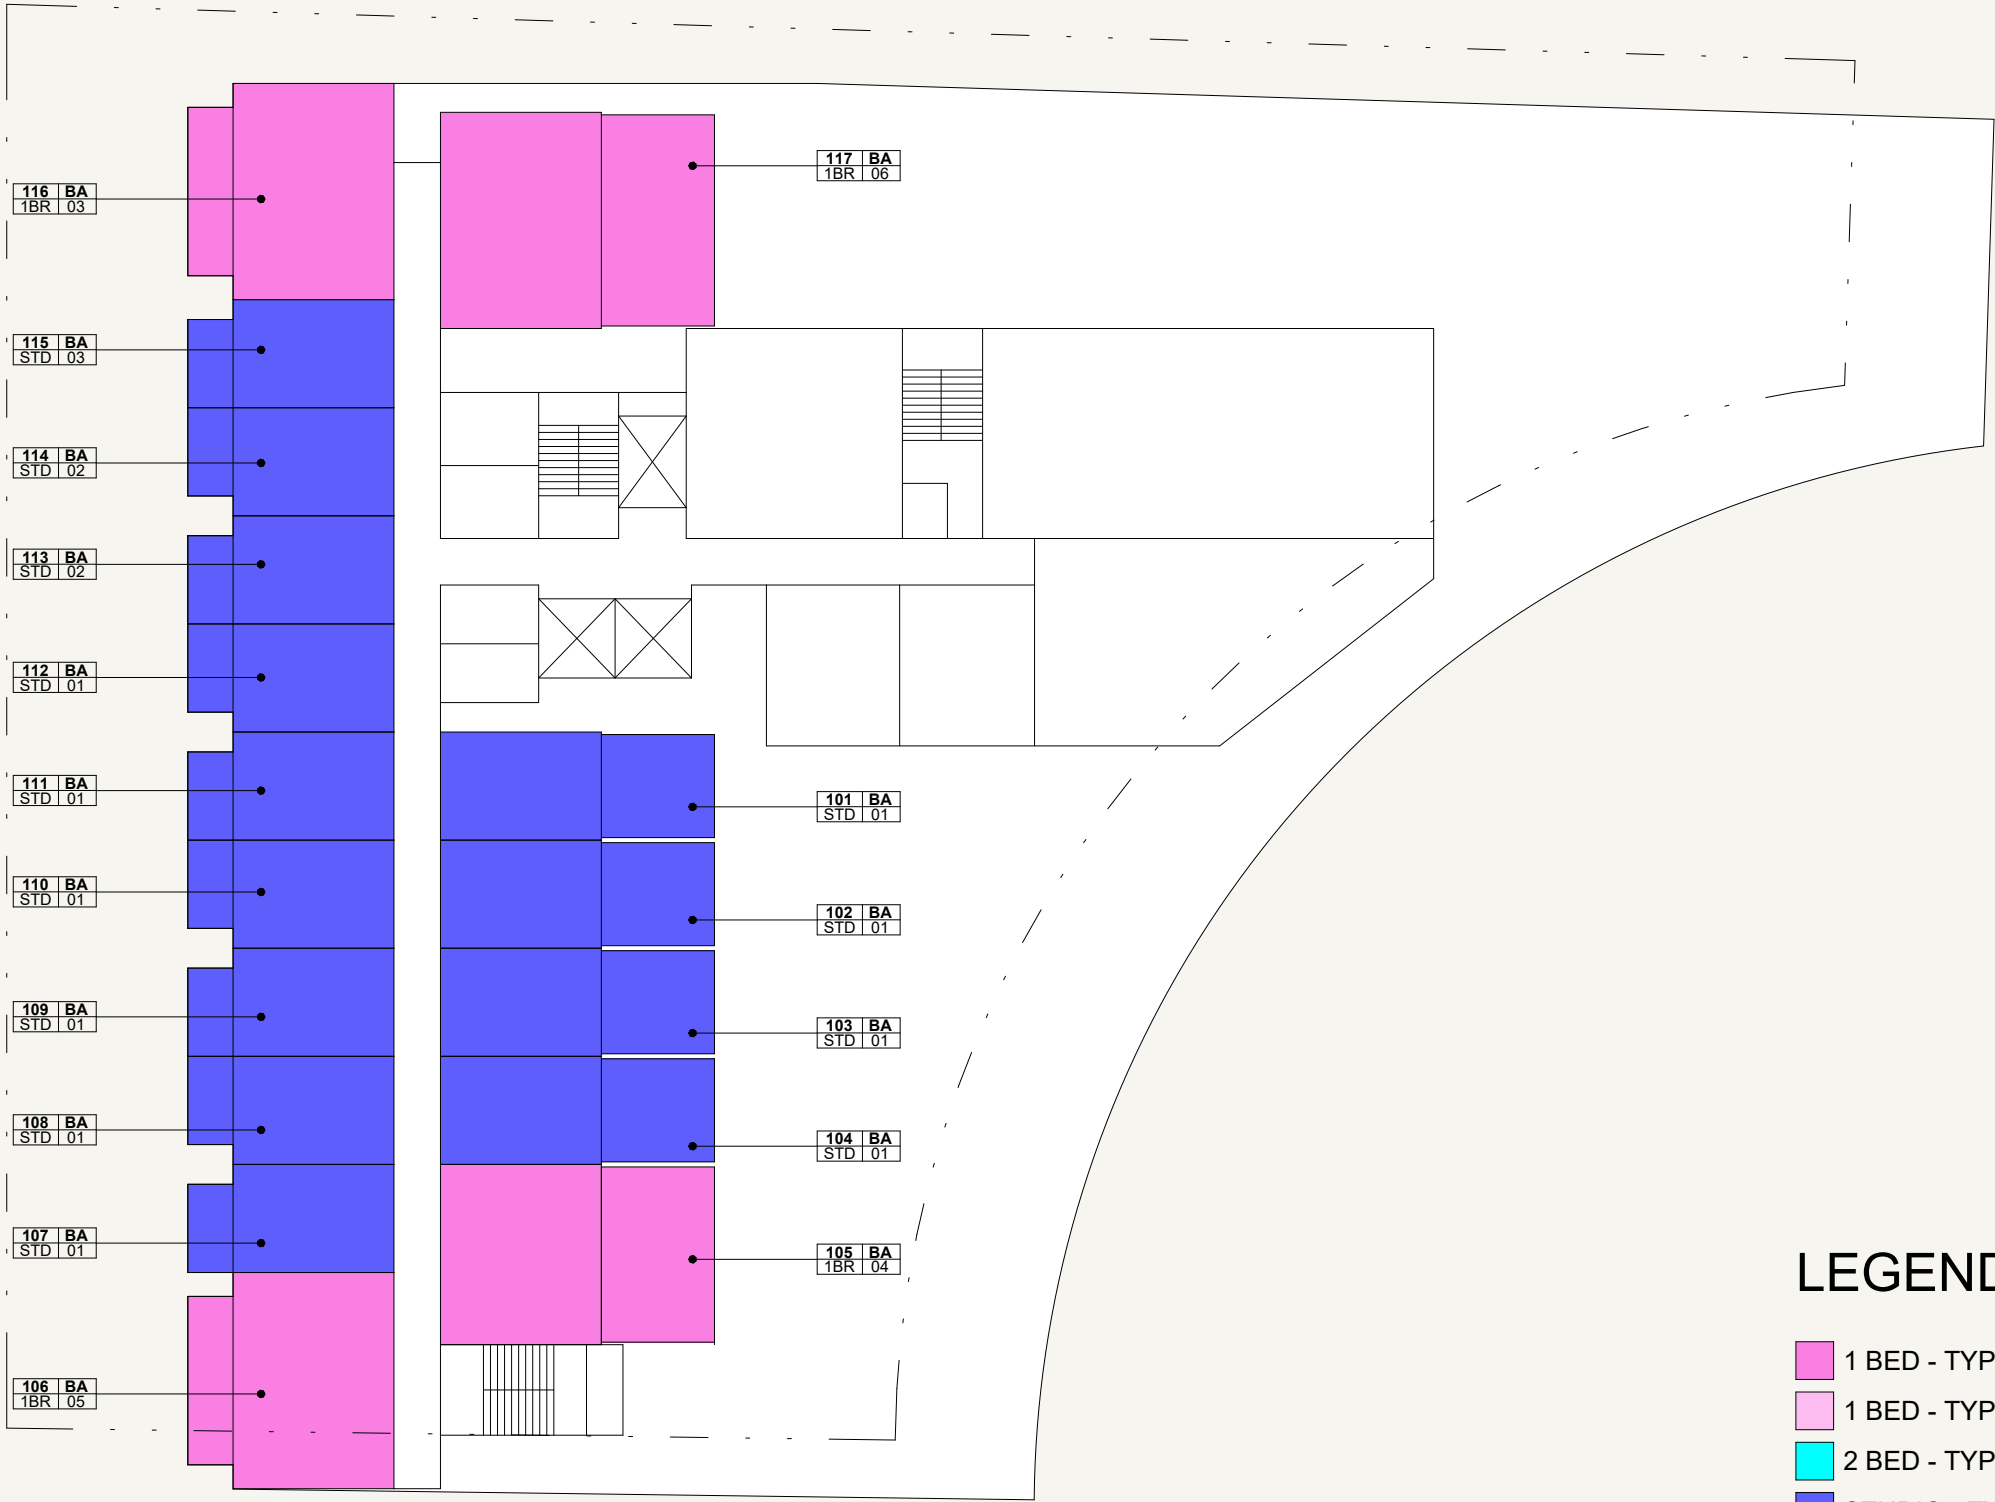 117 BA
1BR 06
116 BA
1BR 03
115 BA
STD 03
114 BA
STD 02
113 BA
STD 02
112 BA
STD 01
111 BA
STD 01
101 BA
STD 01
110 BA
STD 01
102 BA
STD 01
109 BA
STD 01
103 BA
STD 01
108 BA
STD 01
104 BA
STD 01
107 BA
STD 01
105 BA
1BR 04
106 BA
1BR 05
LEGEND
1 BED - TYP
1 BED - TYP
2 BED - TYP